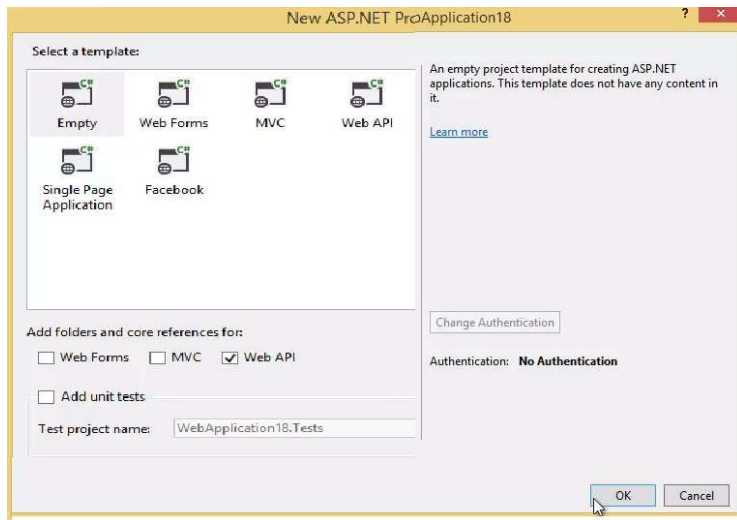 New ASP.NET ProApplication18
?
Select a template:
C# C# C# C#
Empty Web Forms MVC Web API
C# C#
Single Page Facebook
Application
An empty project template for creating ASP.NET
applications. This template does not have any content in
it.
Learn more
Add folders and core references for:
Web Forms MVC Web API
Add unit tests
Test project name: WebApplication18.Tests
Change Authentication
Authentication: No Authentication
OK Cancel